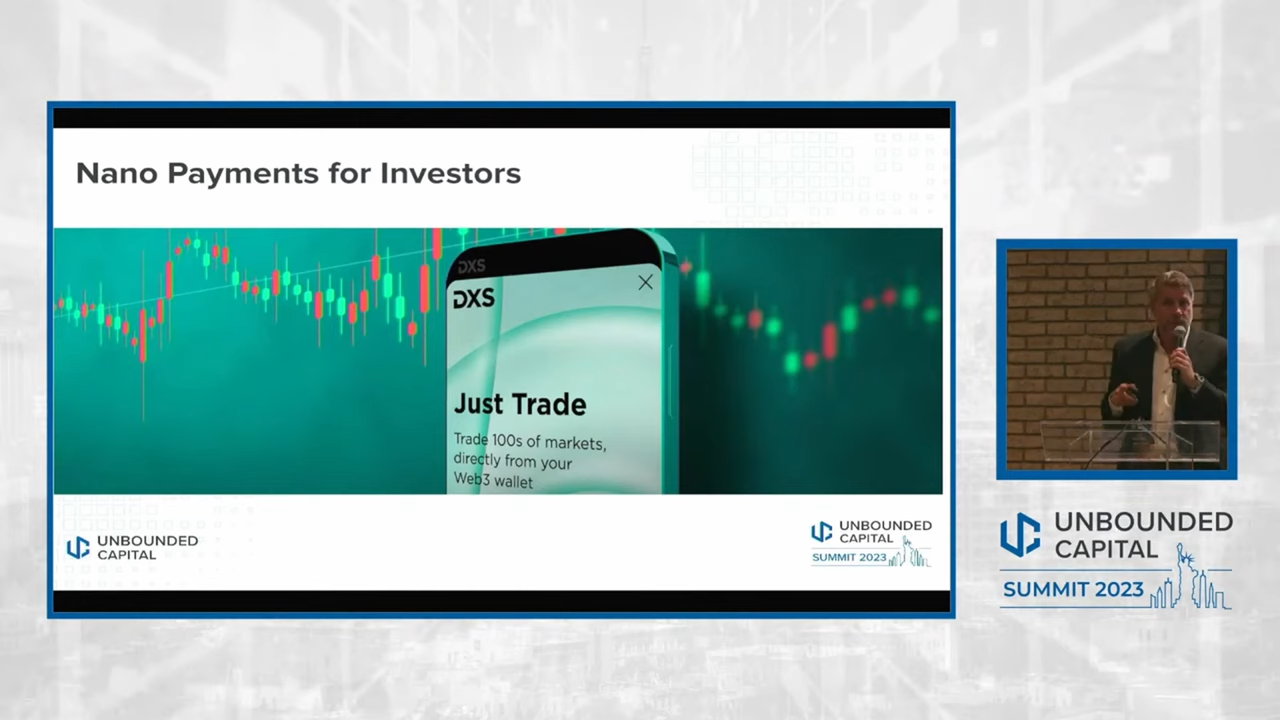 Nano Payments for Investors
DXS
DXS
Just Trade
Trade 100s of markets,
directly from your
Web3 wallet
UNBOUNDED
CAPITAL
UNBOUNDED
CAPITAL
SUMMIT 2023
UNBOUNDED
CAPITAL
SUMMIT 2023